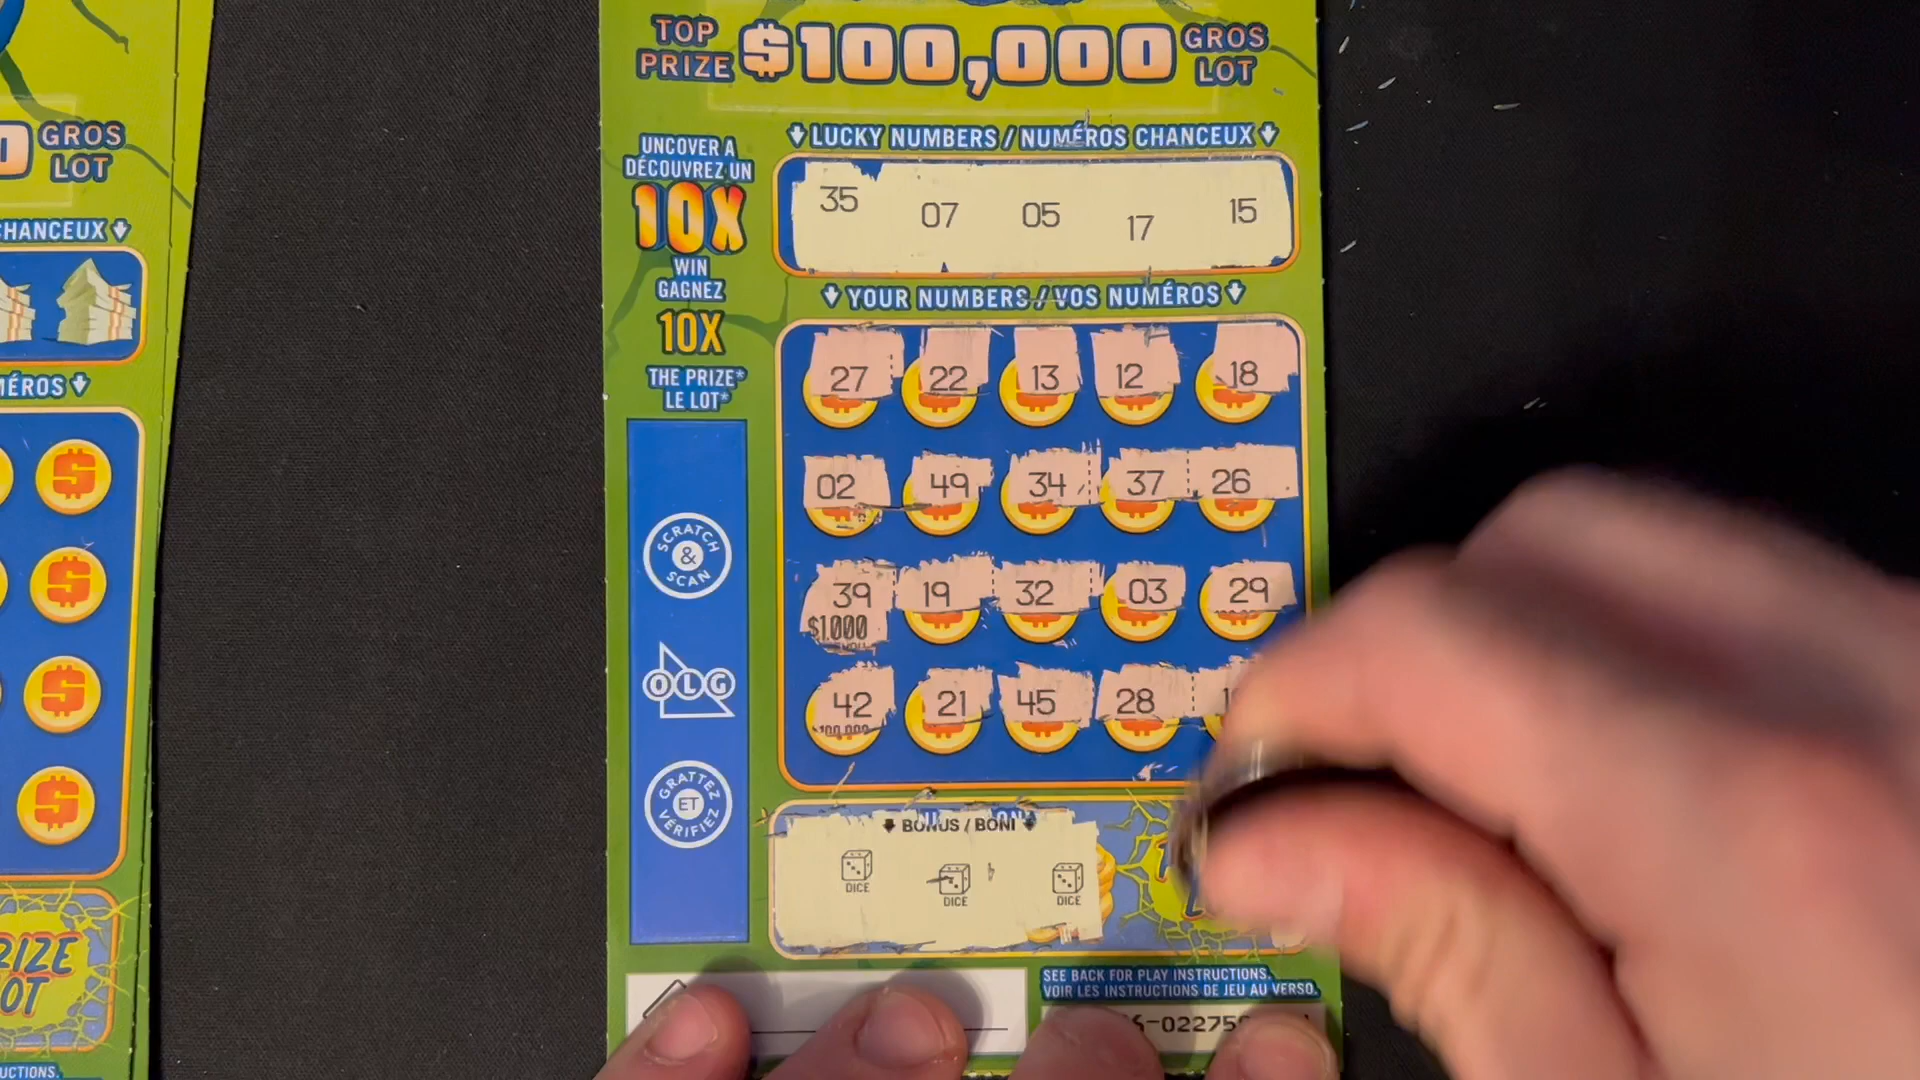 TOP PRIZE $100,000 GROS LOT
GROS LOT
UNCOVER A
DÉCOUVREZ UN
10X
WIN
GAGNEZ
10X
THE PRIZE*
LE LOT*
LUCKY NUMBERS / NUMÉROS CHANCEUX
35 07 05 17 15
CHANCEUX
YOUR NUMBERS / VOS NUMÉROS
27 22 13 12 18
02 49 34 37 26
39 19 32 03 29
$1,000
42 21 45 28
SCRATCH & SCAN
OLG
GRATTEZ ET VÉRIFIEZ
BONUS / BONI
DICE DICE DICE
SEE BACK FOR PLAY INSTRUCTIONS.
VOIR LES INSTRUCTIONS DE JEU AU VERSO.